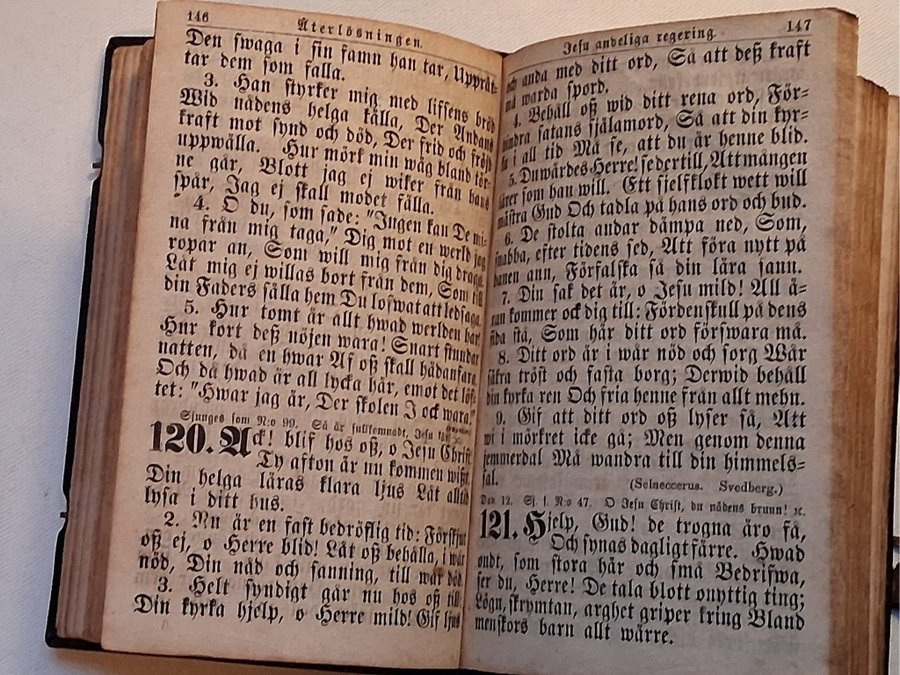 146
Återlösningen.
Den swaga i sin famn han tar, Upprät-
tar dem som falla.
3. Han styrker mig med lifsens bröd
Wid nådens helga källa, Der Andans
kraft mot synd och död, Der frid och fröjd
uppwälla. Hur mörk min wäg bland tör-
ne går, Blott jag ej wiker från hans
spår, Jag ej skall modet fälla.
4. O du, som sade: "Ingen kan De mi-
na från mig taga," Dig mot en werld jag
ropar an, Som will mig från dig draga.
Låt mig ej willas bort från dem, Som till
din Faders sälla hem Du lofwat att ledsaga.
5. Hur tomt är allt hwad werlden har!
Hur kort deß nöjen wara! Snart stundar
natten, då en hwar Af oß skall hädanfara.
Och då hwad är all lycka här, emot det löf-
tet: "Hwar jag är, Der skolen I ock wara."
Sjunges som N:o 99. Så är fullkomnadt, Jesu
120. Ack! blif hos oß, o Jesu Christ
Ty afton är nu kommen wißt.
Din helga läras klara ljus Låt alltid
lysa i ditt hus.
2. Nu är en fast bedröflig tid: Förskjut
oß ej, o Herre blid! Låt oß behålla, i wår
nöd, Din nåd och sanning, till wår död
3. Helt syndigt går nu hos oß till
Din kyrka hjelp, o Herre mild! Gif ljus
Jesu andeliga regering.
147
och anda med ditt ord, Så att deß kraft
må warda spord.
4. Behåll oß wid ditt rena ord, För-
hindra satans själamord, Så att din kyr-
ka i all tid Må se, att du är henne blid.
5. Du wärdes Herre! se dertill, Att mången
lärer som han will. Ett sjelfklokt wett will
mästra Gud Och tadla på hans ord och bud.
6. De stolta andar dämpa ned, Som,
snabba, efter tidens sed, Att föra nytt på
banen ann, Förfalska så din lära sann.
7. Din sak det är, o Jesu mild! All ä-
ran kommer ock dig till: Fördenskull på dens
sida stå, Som här ditt ord förswara må.
8. Ditt ord är i wår nöd och sorg Wår
säkra tröst och fasta borg; Derwid behåll
din kyrka ren Och fria henne från allt mehn.
9. Gif att ditt ord oß lyser så, Att
wi i mörkret icke gå; Men genom denna
jemmerdal Må wandra till din himmels-
sal.
(Selneccerus. Svedberg.)
Dav. 12. Sj. s. N:o 47. O Jesu Christ, du nådens brunn! ꝛc.
121. Hjelp, Gud! de trogna äro få,
Och synas dagligt färre. Hwad
ondt, som stora här och små Bedrifwa,
ser du, Herre! De tala blott onyttig ting;
Lögn, skrymtan, arghet griper kring Bland
menskors barn allt wärre.